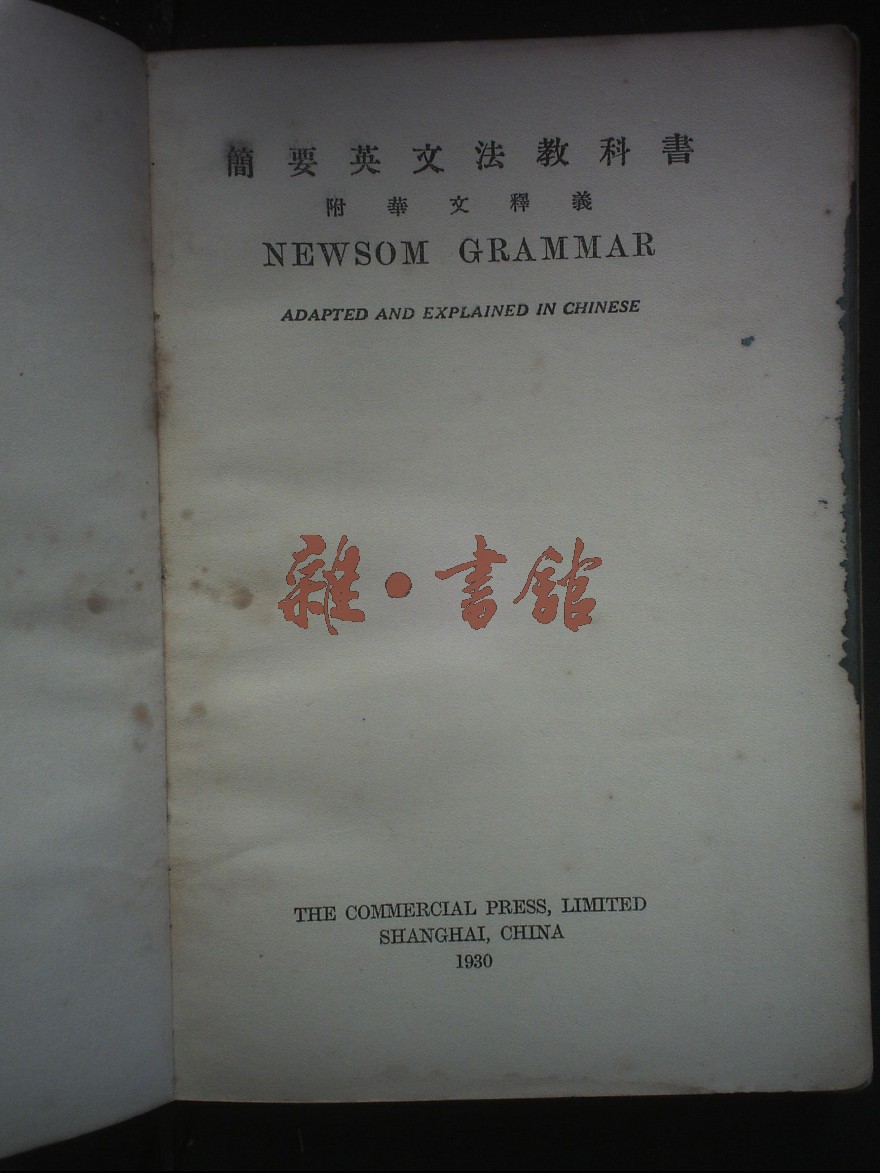 簡要英文法教科書
附華文釋義
NEWSOM GRAMMAR
ADAPTED AND EXPLAINED IN CHINESE
雜·書館
THE COMMERCIAL PRESS, LIMITED
SHANGHAI, CHINA
1930